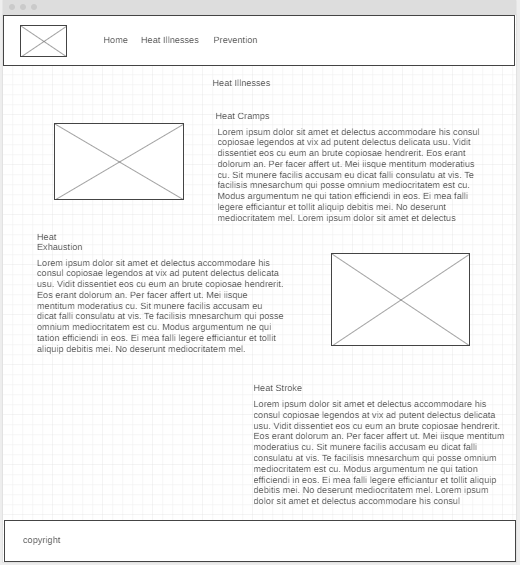 Home Heat Illnesses Prevention
Heat Illnesses
Heat Cramps
Lorem ipsum dolor sit amet et delectus accommodare his consul
copiosae legendos at vix ad putent delectus delicata usu. Vidit
dissentiet eos cu eum an brute copiosae hendrerit. Eos erant
dolorum an. Per facer affert ut. Mei iisque mentitum moderatius
cu. Sit munere facilis accusam eu dicat falli consulatu at vis. Te
facilisis mnesarchum qui posse omnium mediocritatem est cu.
Modus argumentum ne qui tation efficiendi in eos. Ei mea falli
legere efficiantur et tollit aliquip debitis mei. No deserunt
mediocritatem mel. Lorem ipsum dolor sit amet et delectus
Heat
Exhaustion
Lorem ipsum dolor sit amet et delectus accommodare his
consul copiosae legendos at vix ad putent delectus delicata
usu. Vidit dissentiet eos cu eum an brute copiosae hendrerit.
Eos erant dolorum an. Per facer affert ut. Mei iisque
mentitum moderatius cu. Sit munere facilis accusam eu
dicat falli consulatu at vis. Te facilisis mnesarchum qui posse
omnium mediocritatem est cu. Modus argumentum ne qui
tation efficiendi in eos. Ei mea falli legere efficiantur et tollit
aliquip debitis mei. No deserunt mediocritatem mel.
Heat Stroke
Lorem ipsum dolor sit amet et delectus accommodare his
consul copiosae legendos at vix ad putent delectus delicata
usu. Vidit dissentiet eos cu eum an brute copiosae hendrerit.
Eos erant dolorum an. Per facer affert ut. Mei iisque mentitum
moderatius cu. Sit munere facilis accusam eu dicat falli
consulatu at vis. Te facilisis mnesarchum qui posse omnium
mediocritatem est cu. Modus argumentum ne qui tation
efficiendi in eos. Ei mea falli legere efficiantur et tollit aliquip
debitis mei. No deserunt mediocritatem mel. Lorem ipsum
dolor sit amet et delectus accommodare his consul
copyright